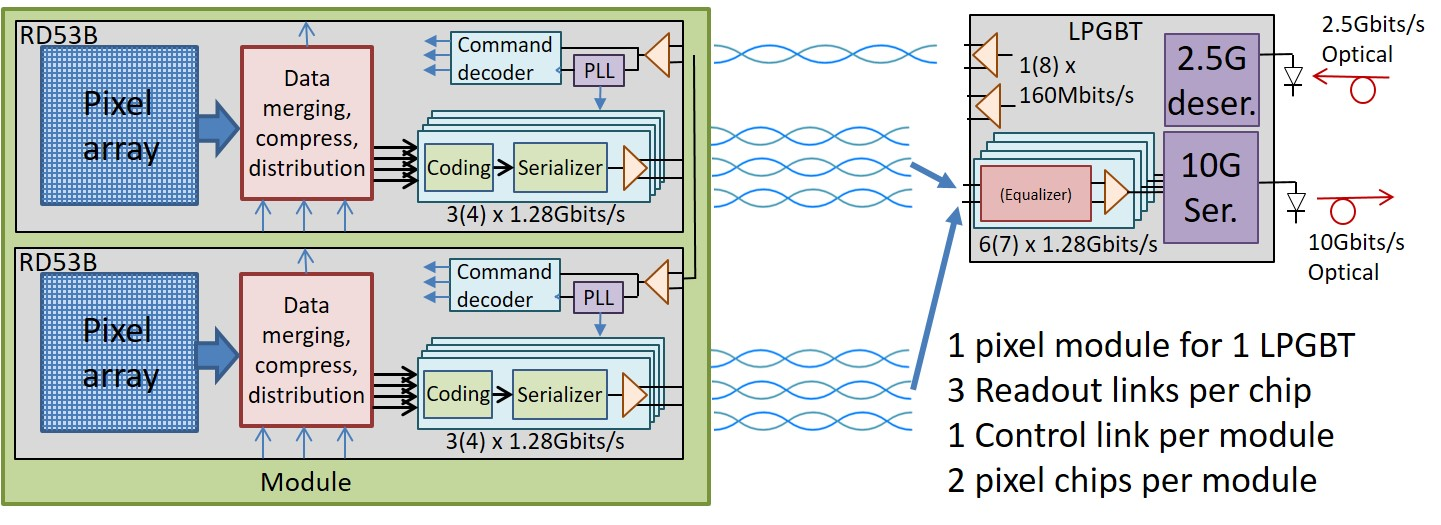 RD53B
Pixel
array
Data
merging,
compress,
distribution
Command
decoder
PLL
Coding
Serializer
3(4) x 1.28Gbits/s
RD53B
Pixel
array
Data
merging,
compress,
distribution
Command
decoder
PLL
Coding
Serializer
3(4) x 1.28Gbits/s
Module
LPGBT
1(8) x
160Mbits/s
2.5G
deser.
(Equalizer)
10G
Ser.
6(7) x 1.28Gbits/s
2.5Gbits/s
Optical
10Gbits/s
Optical
1 pixel module for 1 LPGBT
3 Readout links per chip
1 Control link per module
2 pixel chips per module